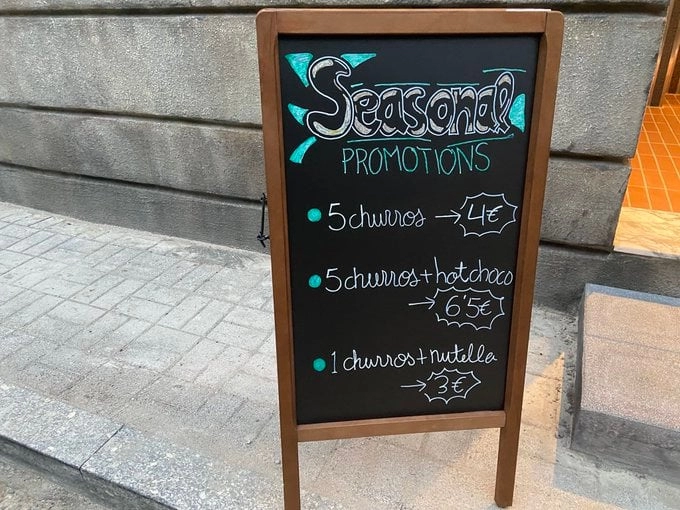 Seasonal
PROMOTIONS
5 churros → 4€
5 churros + hot choco
→ 6'5€
1 churros + nutella
→ 3€